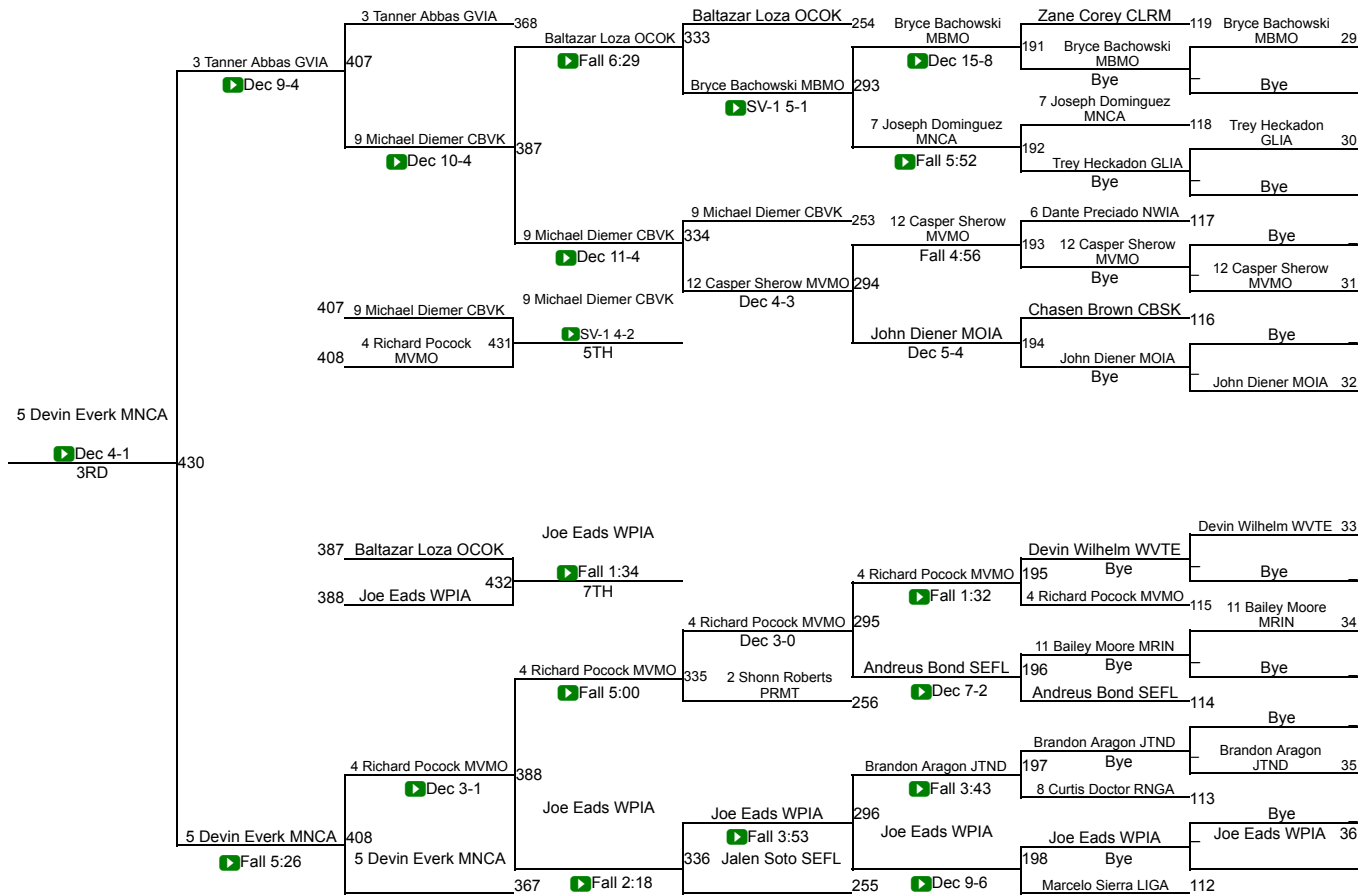 3 Tanner Abbas GVIA
368
Baltazar Loza OCOK
254
Bryce Bachowski
MBMO
Zane Corey CLRM
119
Bryce Bachowski
MBMO
29
Baltazar Loza OCOK
333
191
Bryce Bachowski
MBMO
3 Tanner Abbas GVIA
407
Fall 6:29
Dec 15-8
Bye
Bye
Dec 9-4
Bryce Bachowski MBMO
293
SV-1 5-1
7 Joseph Dominguez
MNCA
7 Joseph Dominguez
MNCA
118
Trey Heckadon
GLIA
30
9 Michael Diemer CBVK
387
192
Dec 10-4
Fall 5:52
Trey Heckadon GLIA
Bye
Bye
9 Michael Diemer CBVK
253
12 Casper Sherow
MVMO
6 Dante Preciado NWIA
117
Bye
9 Michael Diemer CBVK
334
193
12 Casper Sherow
MVMO
Dec 11-4
Fall 4:56
Bye
12 Casper Sherow
MVMO
31
12 Casper Sherow MVMO
294
Dec 4-3
407
9 Michael Diemer CBVK
9 Michael Diemer CBVK
Chasen Brown CBSK
116
4 Richard Pocock
MVMO
431
SV-1 4-2
5TH
John Diener MOIA
194
Dec 5-4
Bye
408
John Diener MOIA
Bye
John Diener MOIA
32
5 Devin Everk MNCA
Dec 4-1
3RD
430
Joe Eads WPIA
Devin Wilhelm WVTE
33
387
Baltazar Loza OCOK
Devin Wilhelm WVTE
432
Fall 1:34
7TH
4 Richard Pocock MVMO
195
Bye
Bye
388
Joe Eads WPIA
Fall 1:32
4 Richard Pocock MVMO
115
11 Bailey Moore
MRIN
34
4 Richard Pocock MVMO
295
Dec 3-0
11 Bailey Moore MRIN
Bye
Bye
4 Richard Pocock MVMO
335
2 Shonn Roberts
PRMT
Andreus Bond SEFL
196
Fall 5:00
256
Dec 7-2
Andreus Bond SEFL
114
Bye
Brandon Aragon JTND
Bye
Brandon Aragon
JTND
35
4 Richard Pocock MVMO
388
Brandon Aragon JTND
197
Dec 3-1
Fall 3:43
8 Curtis Doctor RNGA
113
Joe Eads WPIA
Joe Eads WPIA
296
Bye
5 Devin Everk MNCA
408
Fall 3:53
Joe Eads WPIA
Joe Eads WPIA
Joe Eads WPIA
36
Fall 5:26
5 Devin Everk MNCA
336
Jalen Soto SEFL
198
Bye
367
Fall 2:18
255
Dec 9-6
Marcelo Sierra LIGA
112